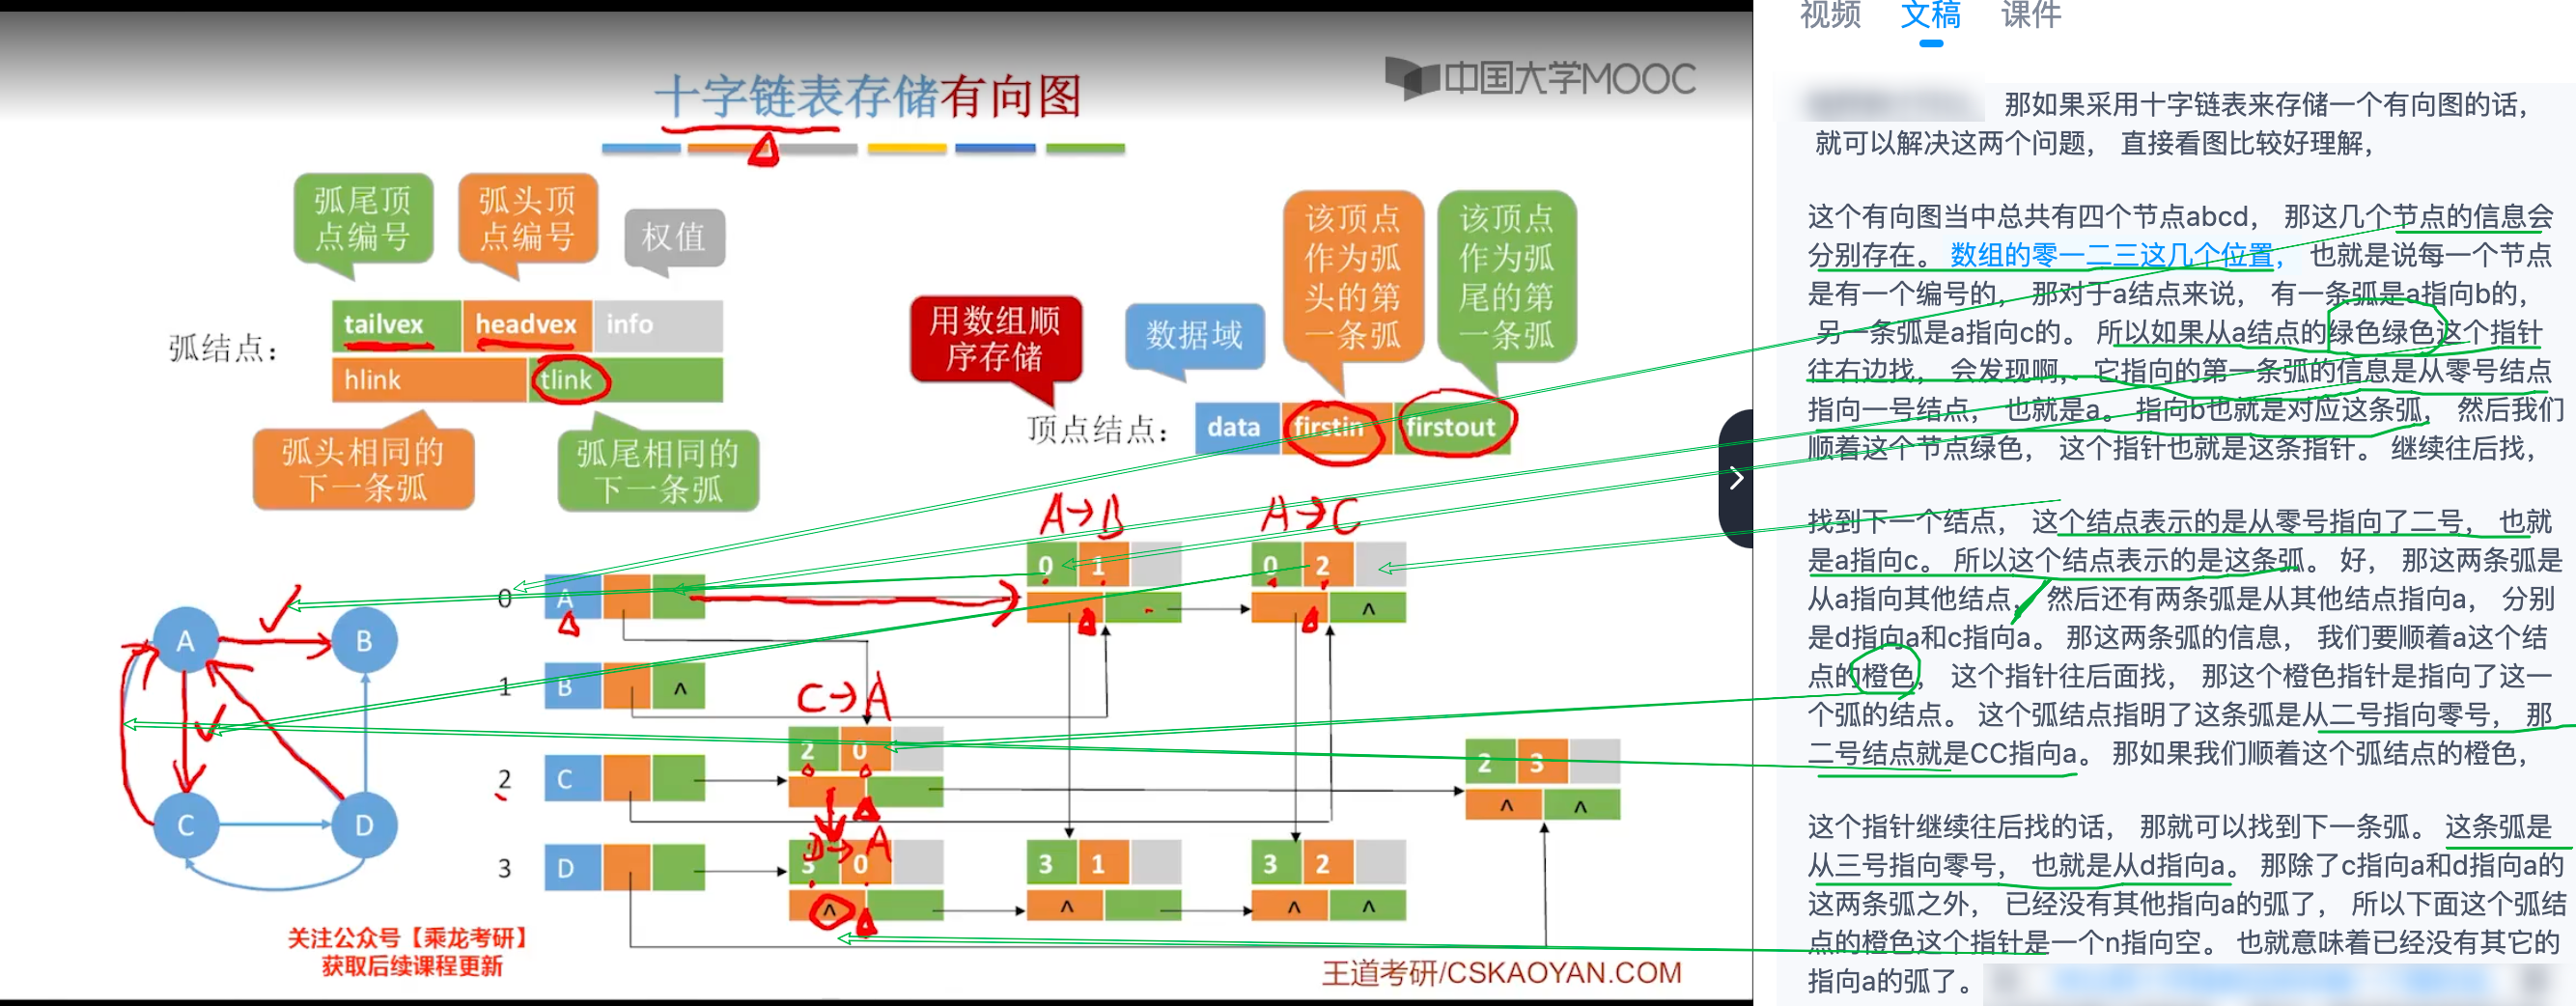 视频 文稿 课件
十字链表存储有向图
中国大学MOOC
弧尾顶
点编号
弧头顶
点编号
权值
弧结点：
tailvex headvex info
hlink tlink
弧头相同的
下一条弧
弧尾相同的
下一条弧
用数组顺
序存储
数据域
该顶点
作为弧
头的第
一条弧
该顶点
作为弧
尾的第
一条弧
顶点结点：
data firstin firstout
A→B
A→C
0 1
0 2
^
0 A
1 B ^
C→A
2 0
2 C
2 3
^ ^
D→A
3 D
3 0
^
3 1
^
3 2
^ ^
A B
C D
关注公众号【乘龙考研】
获取后续课程更新
王道考研/CSKAOYAN.COM
那如果采用十字链表来存储一个有向图的话，
就可以解决这两个问题， 直接看图比较好理解，
这个有向图当中总共有四个节点abcd， 那这几个节点的信息会
分别存在。 数组的零一二三这几个位置， 也就是说每一个节点
是有一个编号的， 那对于a结点来说， 有一条弧是a指向b的，
另一条弧是a指向c的。 所以如果从a结点的绿色绿色这个指针
往右边找， 会发现啊， 它指向的第一条弧的信息是从零号结点
指向一号结点， 也就是a。 指向b也就是对应这条弧， 然后我们
顺着这个节点绿色， 这个指针也就是这条指针。 继续往后找，
找到下一个结点， 这个结点表示的是从零号指向了二号， 也就
是a指向c。 所以这个结点表示的是这条弧。 好， 那这两条弧是
从a指向其他结点， 然后还有两条弧是从其他结点指向a， 分别
是d指向a和c指向a。 那这两条弧的信息， 我们要顺着a这个结
点的橙色， 这个指针往后面找， 那这个橙色指针是指向了这一
个弧的结点。 这个弧结点指明了这条弧是从二号指向零号， 那
二号结点就是CC指向a。 那如果我们顺着这个弧结点的橙色，
这个指针继续往后找的话， 那就可以找到下一条弧。 这条弧是
从三号指向零号， 也就是从d指向a。 那除了c指向a和d指向a的
这两条弧之外， 已经没有其他指向a的弧了， 所以下面这个弧结
点的橙色这个指针是一个n指向空。 也就意味着已经没有其它的
指向a的弧了。